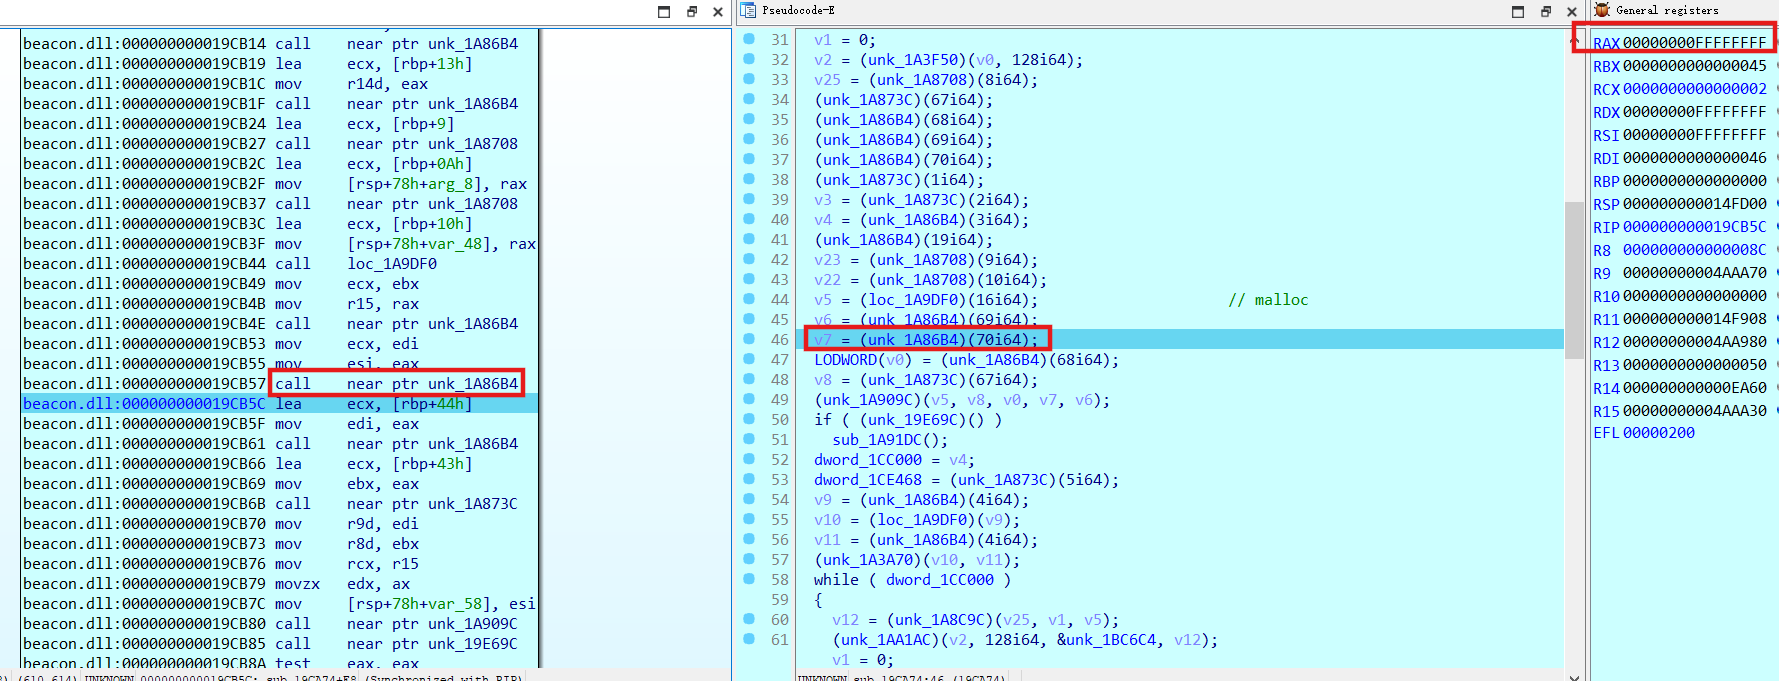 Pseudocode-E
General registers
beacon.dll:000000000019CB14 call near ptr unk_1A86B4
beacon.dll:000000000019CB19 lea ecx, [rbp+13h]
beacon.dll:000000000019CB1C mov r14d, eax
beacon.dll:000000000019CB1F call near ptr unk_1A86B4
beacon.dll:000000000019CB24 lea ecx, [rbp+9]
beacon.dll:000000000019CB27 call near ptr unk_1A8708
beacon.dll:000000000019CB2C lea ecx, [rbp+0Ah]
beacon.dll:000000000019CB2F mov [rsp+78h+arg_8], rax
beacon.dll:000000000019CB37 call near ptr unk_1A8708
beacon.dll:000000000019CB3C lea ecx, [rbp+10h]
beacon.dll:000000000019CB3F mov [rsp+78h+var_48], rax
beacon.dll:000000000019CB44 call loc_1A9DF0
beacon.dll:000000000019CB49 mov ecx, ebx
beacon.dll:000000000019CB4B mov r15, rax
beacon.dll:000000000019CB4E call near ptr unk_1A86B4
beacon.dll:000000000019CB53 mov ecx, edi
beacon.dll:000000000019CB55 mov esi, eax
beacon.dll:000000000019CB57 call near ptr unk_1A86B4
beacon.dll:000000000019CB5C lea ecx, [rbp+44h]
beacon.dll:000000000019CB5F mov edi, eax
beacon.dll:000000000019CB61 call near ptr unk_1A86B4
beacon.dll:000000000019CB66 lea ecx, [rbp+43h]
beacon.dll:000000000019CB69 mov ebx, eax
beacon.dll:000000000019CB6B call near ptr unk_1A873C
beacon.dll:000000000019CB70 mov r9d, edi
beacon.dll:000000000019CB73 mov r8d, ebx
beacon.dll:000000000019CB76 mov rcx, r15
beacon.dll:000000000019CB79 movzx edx, ax
beacon.dll:000000000019CB7C mov [rsp+78h+var_58], esi
beacon.dll:000000000019CB80 call near ptr unk_1A909C
beacon.dll:000000000019CB85 call near ptr unk_19E69C
beacon.dll:000000000019CB8A test eax, eax
31 v1 = 0;
32 v2 = (unk_1A3F50)(v0, 128i64);
33 v25 = (unk_1A8708)(8i64);
34 (unk_1A873C)(67i64);
35 (unk_1A86B4)(68i64);
36 (unk_1A86B4)(69i64);
37 (unk_1A86B4)(70i64);
38 (unk_1A873C)(1i64);
39 v3 = (unk_1A873C)(2i64);
40 v4 = (unk_1A86B4)(3i64);
41 (unk_1A86B4)(19i64);
42 v23 = (unk_1A8708)(9i64);
43 v22 = (unk_1A8708)(10i64);
44 v5 = (loc_1A9DF0)(16i64); // malloc
45 v6 = (unk_1A86B4)(69i64);
46 v7 = (unk_1A86B4)(70i64);
47 LODWORD(v0) = (unk_1A86B4)(68i64);
48 v8 = (unk_1A873C)(67i64);
49 (unk_1A909C)(v5, v8, v0, v7, v6);
50 if ( (unk_19E69C)() )
51 sub_1A91DC();
52 dword_1CC000 = v4;
53 dword_1CE468 = (unk_1A873C)(5i64);
54 v9 = (unk_1A86B4)(4i64);
55 v10 = (loc_1A9DF0)(v9);
56 v11 = (unk_1A86B4)(4i64);
57 (unk_1A3A70)(v10, v11);
58 while ( dword_1CC000 )
59 {
60 v12 = (unk_1A8C9C)(v25, v1, v5);
61 (unk_1AA1AC)(v2, 128i64, &unk_1BC6C4, v12);
v1 = 0;
RAX 00000000FFFFFFFF
RBX 0000000000000045
RCX 0000000000000002
RDX 00000000FFFFFFFF
RSI 00000000FFFFFFFF
RDI 0000000000000046
RBP 0000000000000000
RSP 000000000014FD00
RIP 000000000019CB5C
R8 000000000000008C
R9 00000000004AAA70
R10 0000000000000000
R11 000000000014F908
R12 00000000004AA980
R13 0000000000000050
R14 000000000000EA60
R15 00000000004AAA30
EFL 00000200
(610,614) UNKNOWN 000000000019CB5C: sub_19CA74+E8 (Synchronized with RIP)
UNKNOWN sub_19CA74:46 (19CA74)